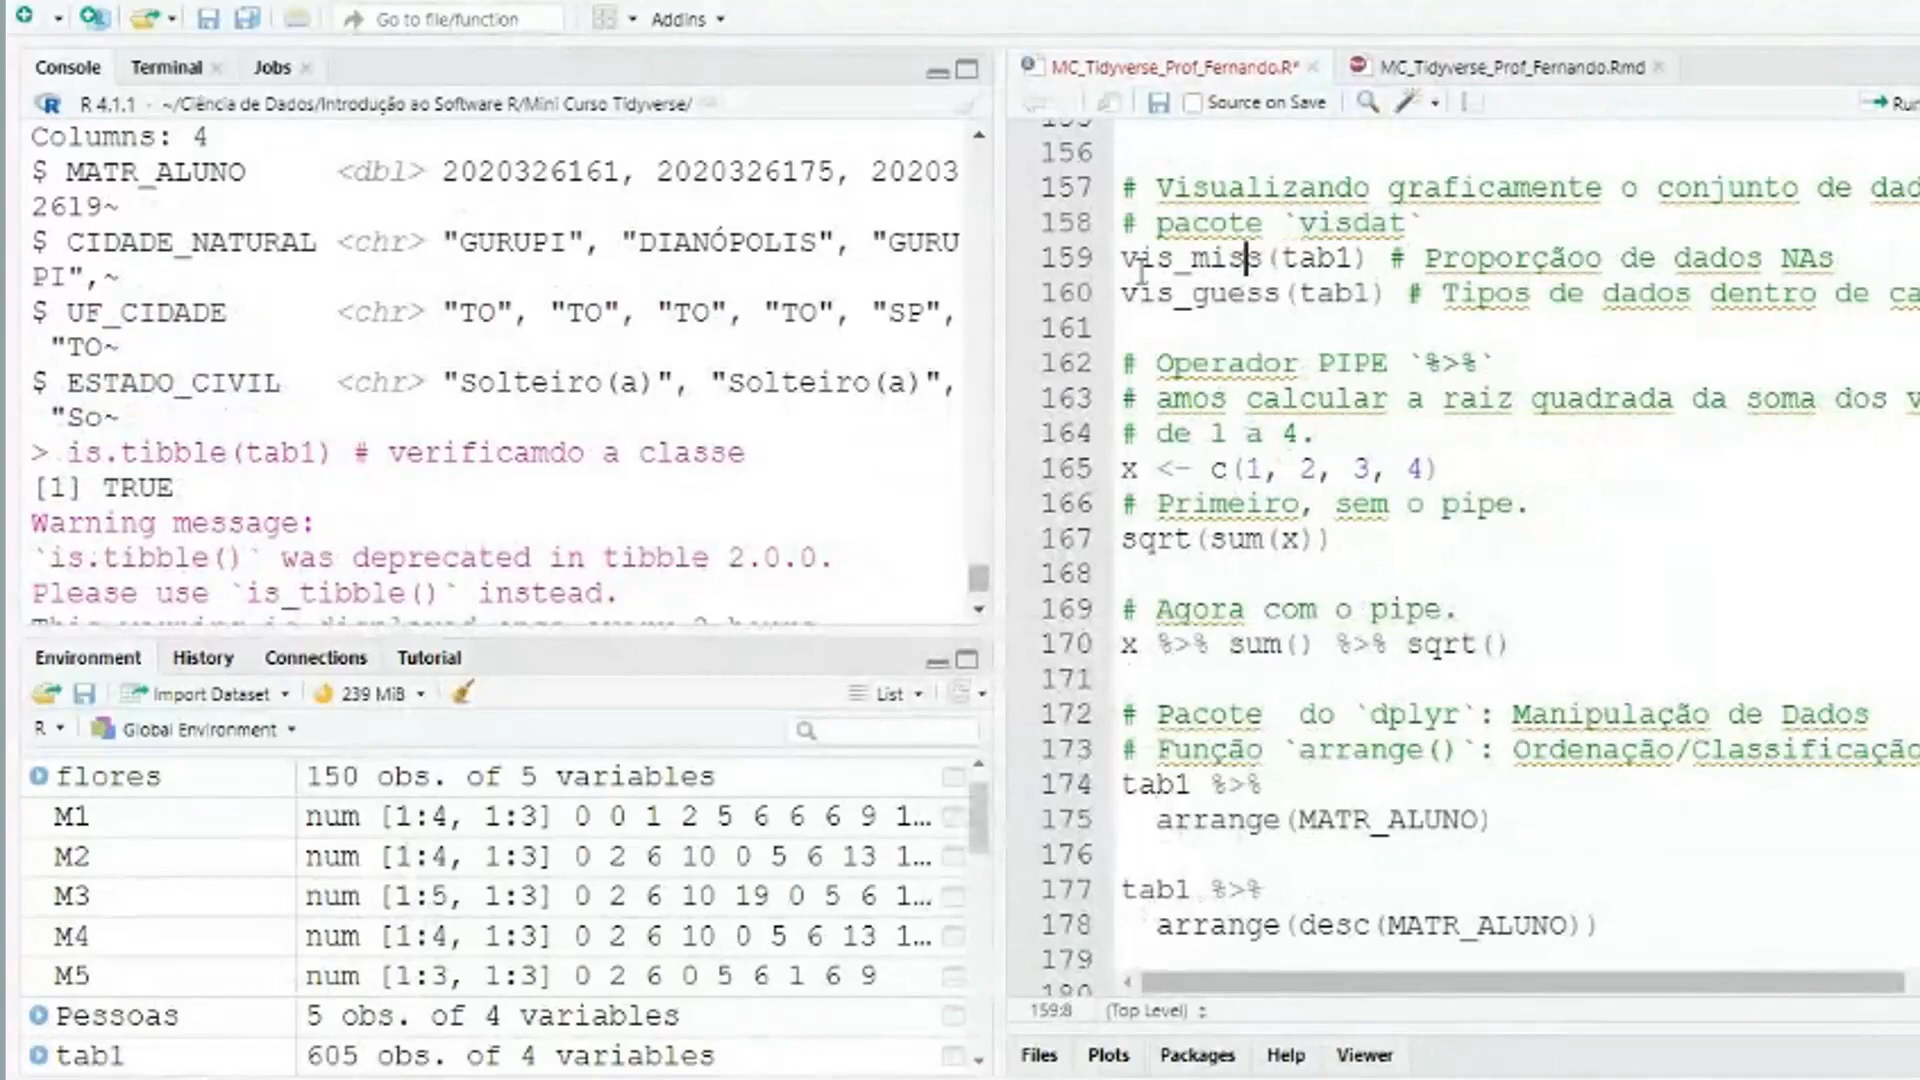 Go to file/function
Addins
Console Terminal Jobs
R 4.1.1 · ~/Ciência de Dados/Introdução ao Software R/Mini Curso Tidyverse/
Columns: 4
$ MATR_ALUNO <dbl> 2020326161, 2020326175, 20203
2619~
$ CIDADE_NATURAL <chr> "GURUPI", "DIANÓPOLIS", "GURU
PI",~
$ UF_CIDADE <chr> "TO", "TO", "TO", "TO", "SP",
"TO~
$ ESTADO_CIVIL <chr> "Solteiro(a)", "Solteiro(a)",
"So~
> is.tibble(tab1) # verificamdo a classe
[1] TRUE
Warning message:
`is.tibble()` was deprecated in tibble 2.0.0.
Please use `is_tibble()` instead.
Environment History Connections Tutorial
Import Dataset 239 MiB List
R Global Environment
flores 150 obs. of 5 variables
M1 num [1:4, 1:3] 0 0 1 2 5 6 6 6 9 1…
M2 num [1:4, 1:3] 0 2 6 10 0 5 6 13 1…
M3 num [1:5, 1:3] 0 2 6 10 19 0 5 6 1…
M4 num [1:4, 1:3] 0 2 6 10 0 5 6 13 1…
M5 num [1:3, 1:3] 0 2 6 0 5 6 1 6 9
Pessoas 5 obs. of 4 variables
tab1 605 obs. of 4 variables
MC_Tidyverse_Prof_Fernando.R* MC_Tidyverse_Prof_Fernando.Rmd
Source on Save Run
156
157 # Visualizando graficamente o conjunto de dad
158 # pacote `visdat`
159 vis_miss(tab1) # Proporçãoo de dados NAs
160 vis_guess(tab1) # Tipos de dados dentro de ca
161
162 # Operador PIPE `%>%`
163 # amos calcular a raiz quadrada da soma dos v
164 # de 1 a 4.
165 x <- c(1, 2, 3, 4)
166 # Primeiro, sem o pipe.
167 sqrt(sum(x))
168
169 # Agora com o pipe.
170 x %>% sum() %>% sqrt()
171
172 # Pacote do `dplyr`: Manipulação de Dados
173 # Função `arrange()`: Ordenação/Classificação
174 tab1 %>%
175 arrange(MATR_ALUNO)
176
177 tab1 %>%
178 arrange(desc(MATR_ALUNO))
179
159:8 (Top Level)
Files Plots Packages Help Viewer